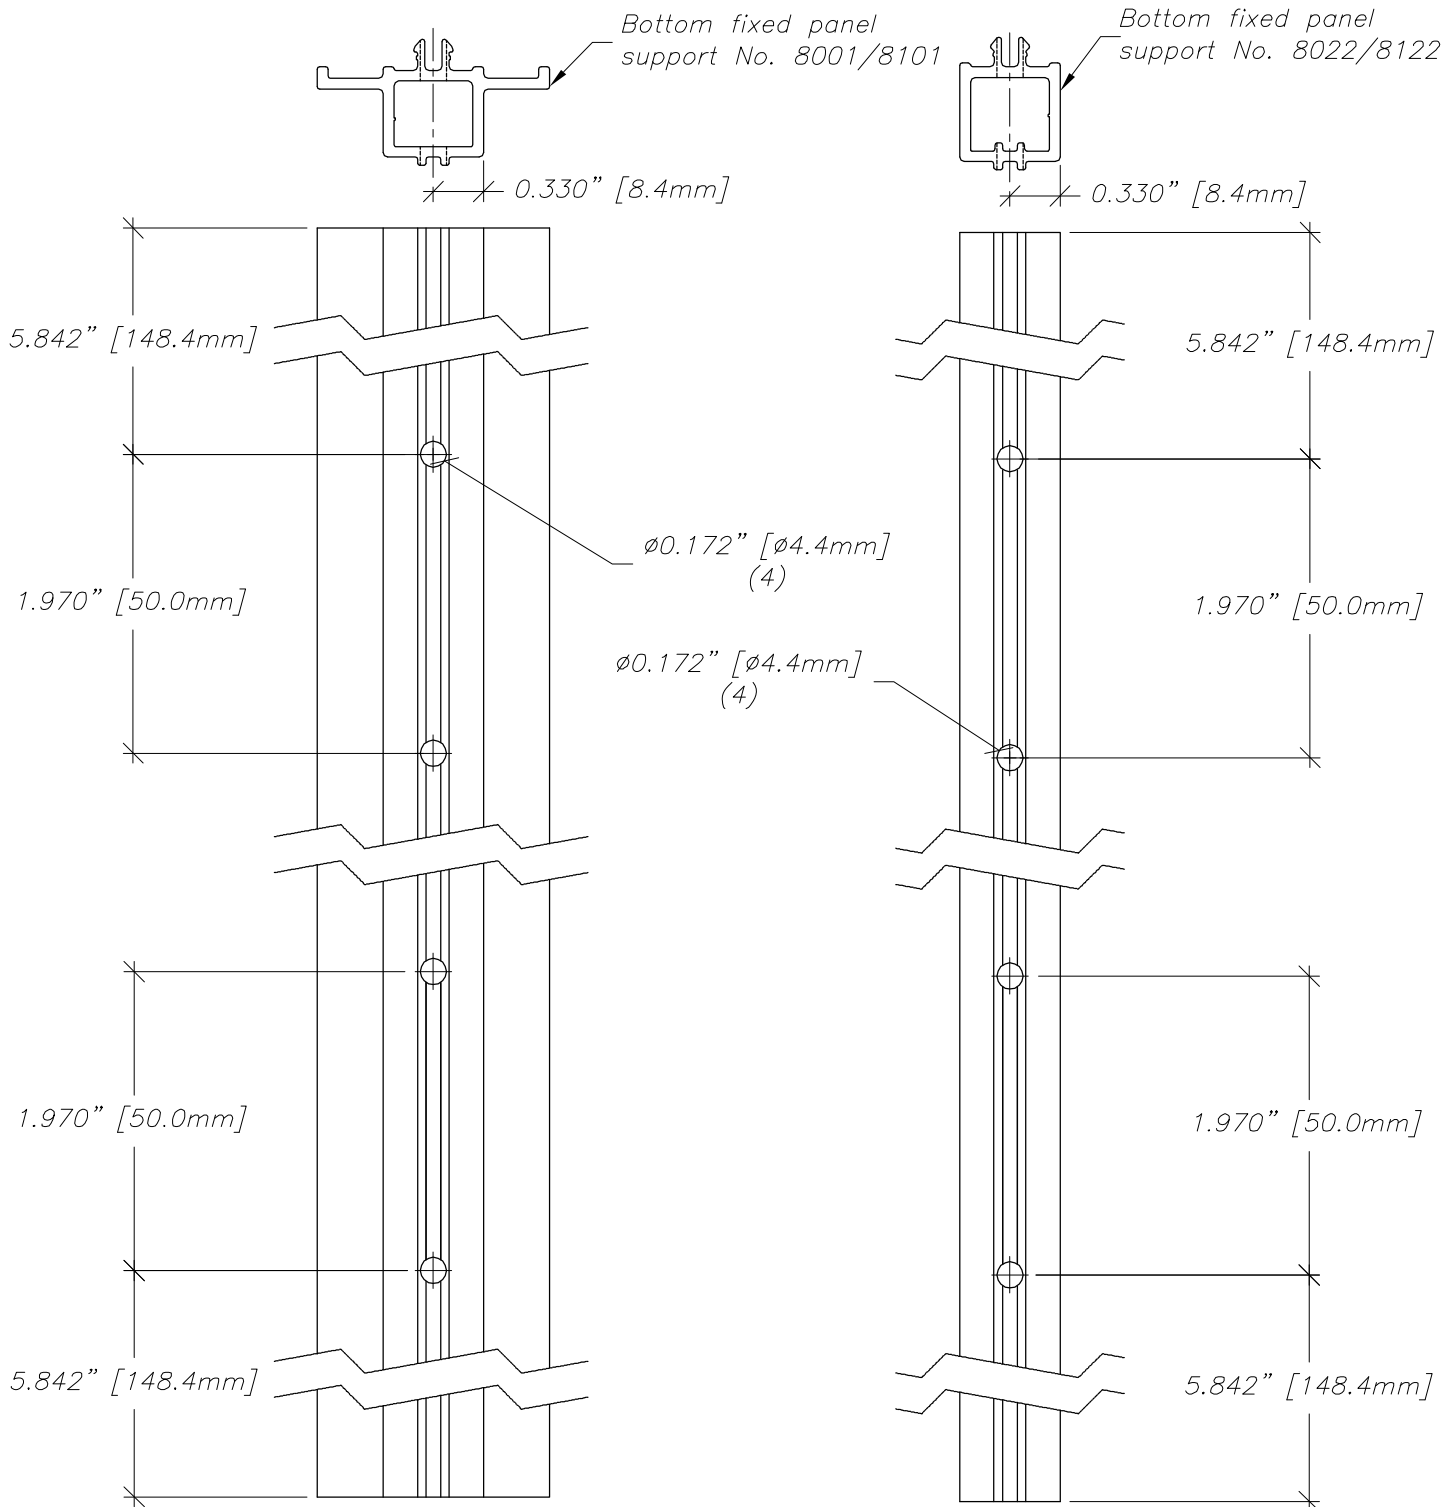 Bottom fixed panel
support No. 8001/8101
Bottom fixed panel
support No. 8022/8122
0.330” [8.4mm]
0.330” [8.4mm]
5.842” [148.4mm]
5.842” [148.4mm]
ø0.172” [ø4.4mm]
(4)
1.970” [50.0mm]
1.970” [50.0mm]
ø0.172” [ø4.4mm]
(4)
1.970” [50.0mm]
1.970” [50.0mm]
5.842” [148.4mm]
5.842” [148.4mm]